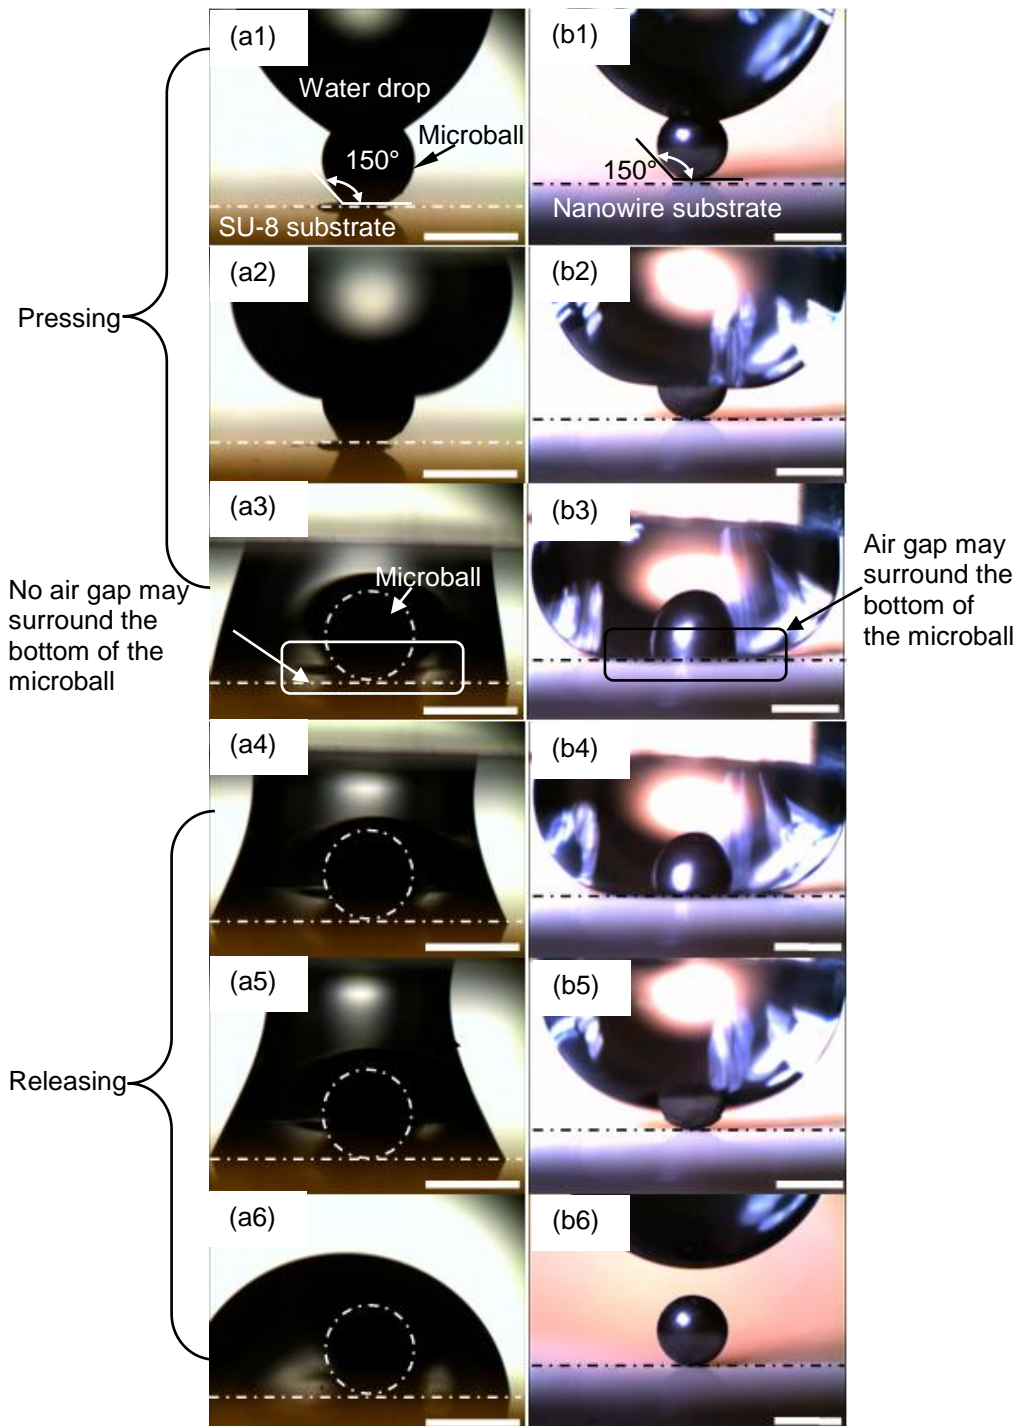 (a1)
(b1)
Water drop
Microball
150°
150°
SU-8 substrate
Nanowire substrate
(a2)
(b2)
Pressing
(a3)
(b3)
Microball
Air gap may
surround the
bottom of
the microball
No air gap may
surround the
bottom of the
microball
(a4)
(b4)
(a5)
(b5)
Releasing
(a6)
(b6)